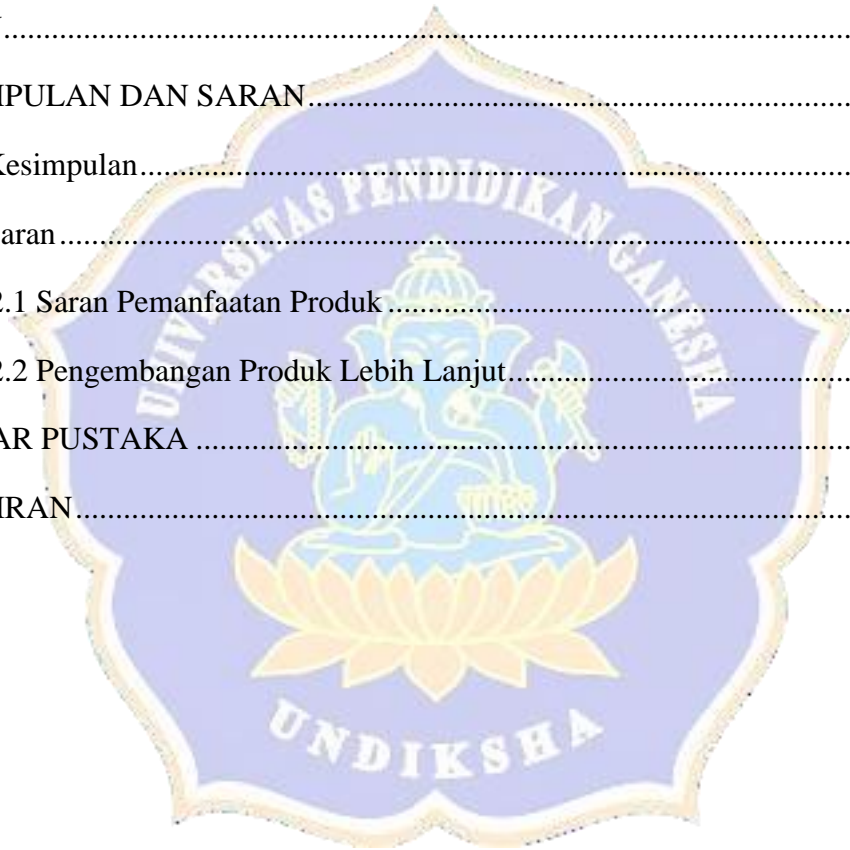 IPULAN DAN SARAN................................................................
Kesimpulan................................................................
aran................................................................
2.1 Saran Pemanfaatan Produk................................................................
2.2 Pengembangan Produk Lebih Lanjut................................................................
AR PUSTAKA................................................................
IRAN................................................................
UNIVERSITAS PENDIDIKAN GANESHA
UNDIKSHA